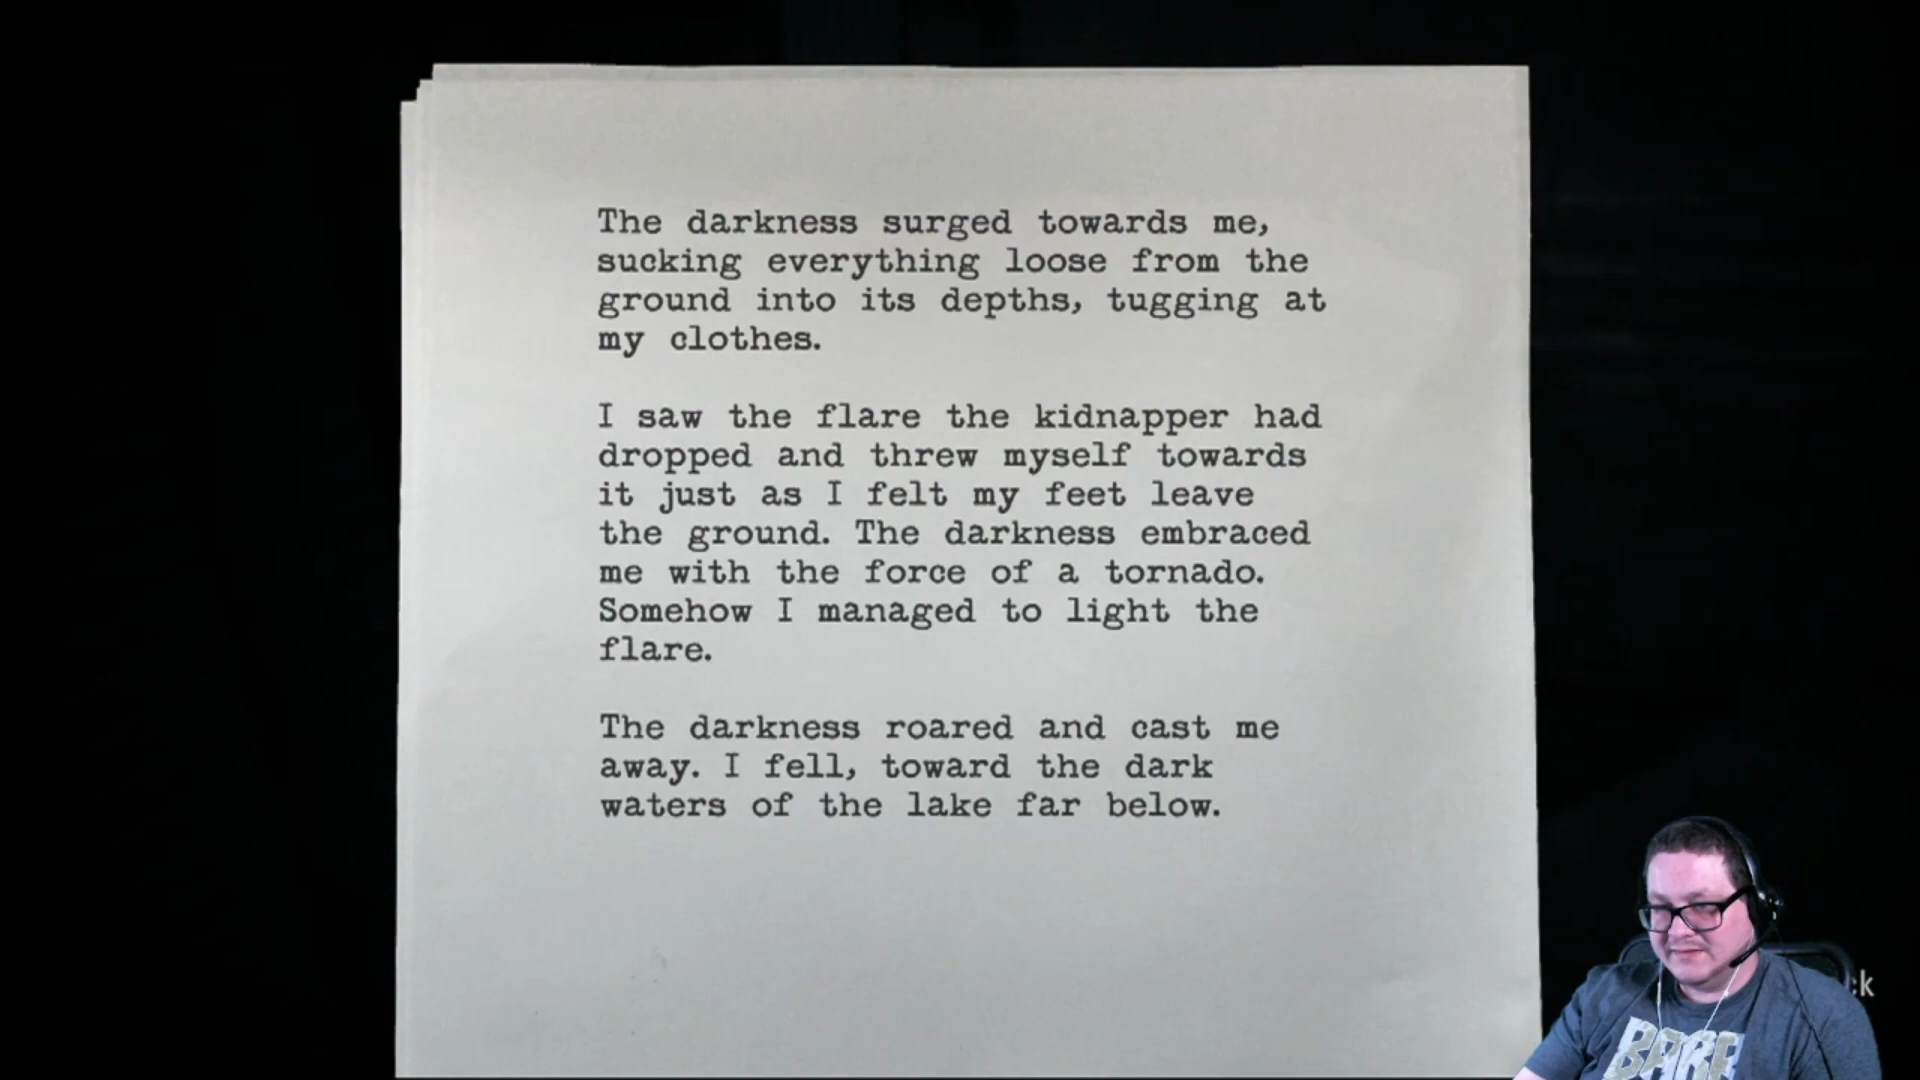 The darkness surged towards me,
sucking everything loose from the
ground into its depths, tugging at
my clothes.
I saw the flare the kidnapper had
dropped and threw myself towards
it just as I felt my feet leave
the ground. The darkness embraced
me with the force of a tornado.
Somehow I managed to light the
flare.
The darkness roared and cast me
away. I fell, toward the dark
waters of the lake far below.
ck